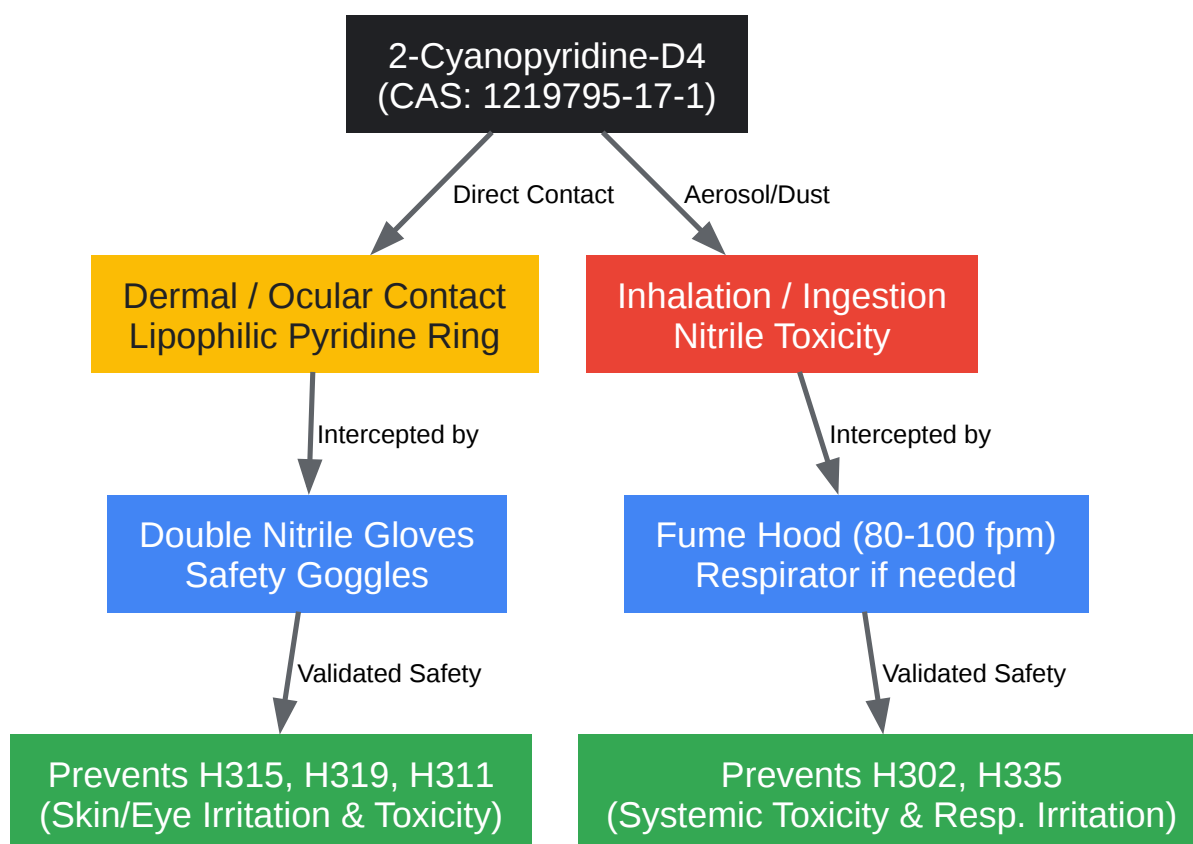 2-Cyanopyridine-D4
(CAS: 1219795-17-1)
Direct Contact
Aerosol/Dust
Dermal / Ocular Contact
Lipophilic Pyridine Ring
Inhalation / Ingestion
Nitrile Toxicity
Intercepted by
Intercepted by
Double Nitrile Gloves
Safety Goggles
Fume Hood (80-100 fpm)
Respirator if needed
Validated Safety
Validated Safety
Prevents H315, H319, H311
(Skin/Eye Irritation & Toxicity)
Prevents H302, H335
(Systemic Toxicity & Resp. Irritation)